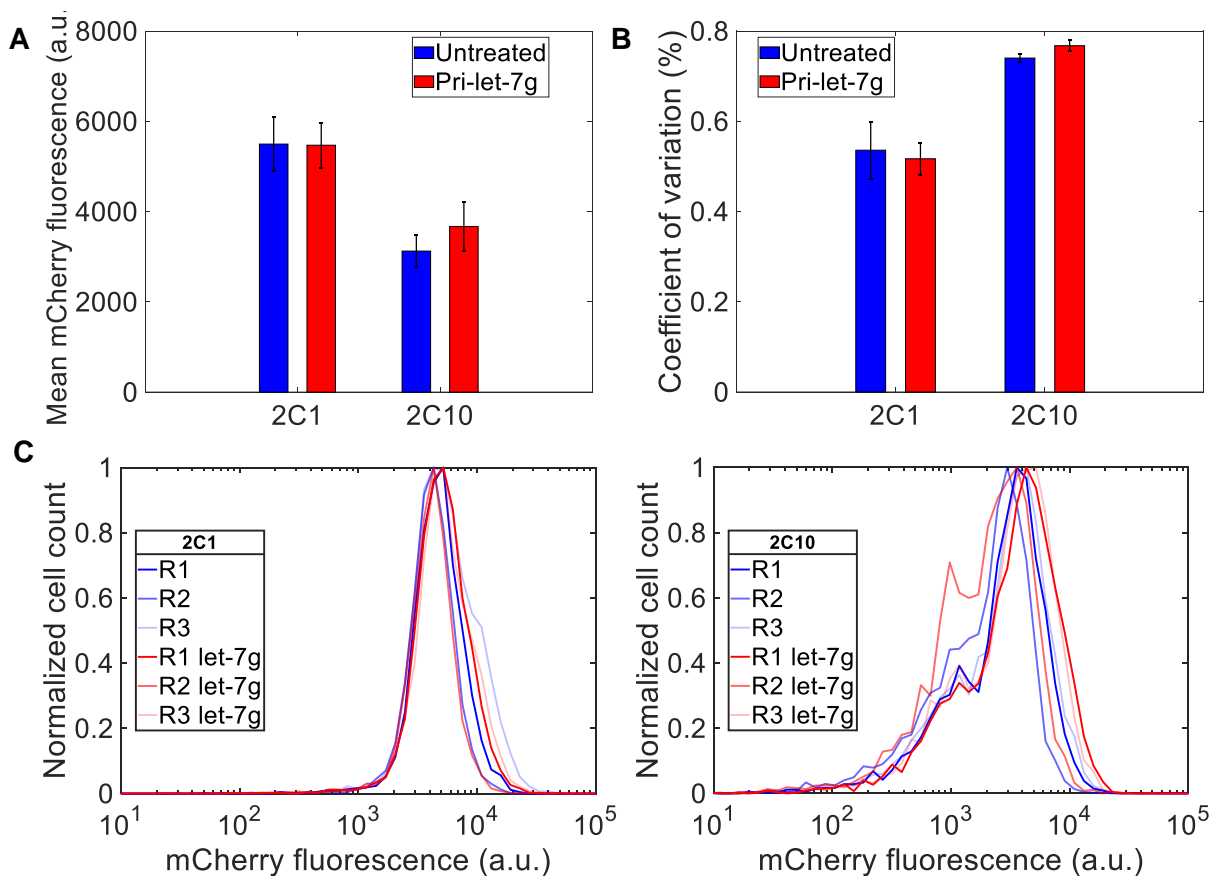 A
Mean mCherry fluorescence (a.u.)
8000
6000
4000
2000
0
Untreated
Pri-let-7g
2C1
2C10
B
Coefficient of variation (%)
0.8
0.6
0.4
0.2
0
Untreated
Pri-let-7g
2C1
2C10
C
Normalized cell count
1
0.8
0.6
0.4
0.2
0
2C1
R1
R2
R3
R1 let-7g
R2 let-7g
R3 let-7g
10^1
10^2
10^3
10^4
10^5
mCherry fluorescence (a.u.)
Normalized cell count
1
0.8
0.6
0.4
0.2
0
2C10
R1
R2
R3
R1 let-7g
R2 let-7g
R3 let-7g
10^1
10^2
10^3
10^4
10^5
mCherry fluorescence (a.u.)